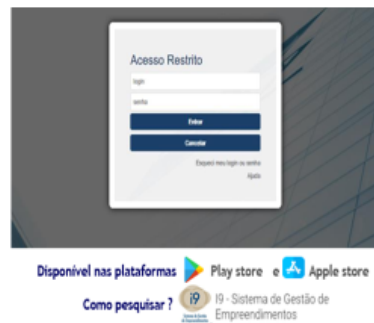 Acesso Restrito
login
senha
Entrar
Cancelar
Esqueci meu login ou senha
Ajuda
Disponível nas plataformas Play store e Apple store
Como pesquisar ? i9 I9 - Sistema de Gestão de
Empreendimentos